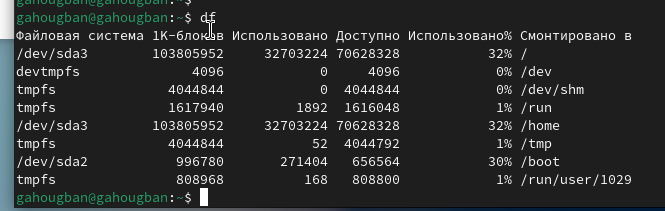 gahougban@gahougban:~$ df
Файловая система 1K-блоков Использовано Доступно Использовано% Смонтировано в
/dev/sda3 103805952 32703224 70628328 32% /
devtmpfs 4096 0 4096 0% /dev
tmpfs 4044844 0 4044844 0% /dev/shm
tmpfs 1617940 1892 1616048 1% /run
/dev/sda3 103805952 32703224 70628328 32% /home
tmpfs 4044844 52 4044792 1% /tmp
/dev/sda2 996780 271404 656564 30% /boot
tmpfs 808968 168 808800 1% /run/user/1029
gahougban@gahougban:~$